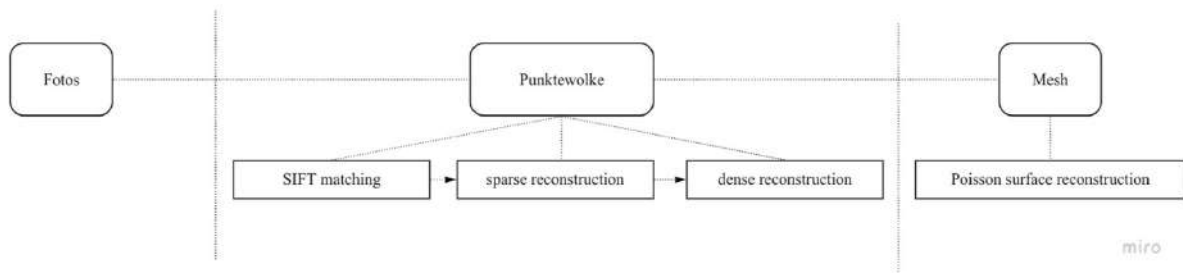 Fotos
Punktewolke
Mesh
SIFT matching
sparse reconstruction
dense reconstruction
Poisson surface reconstruction
miro